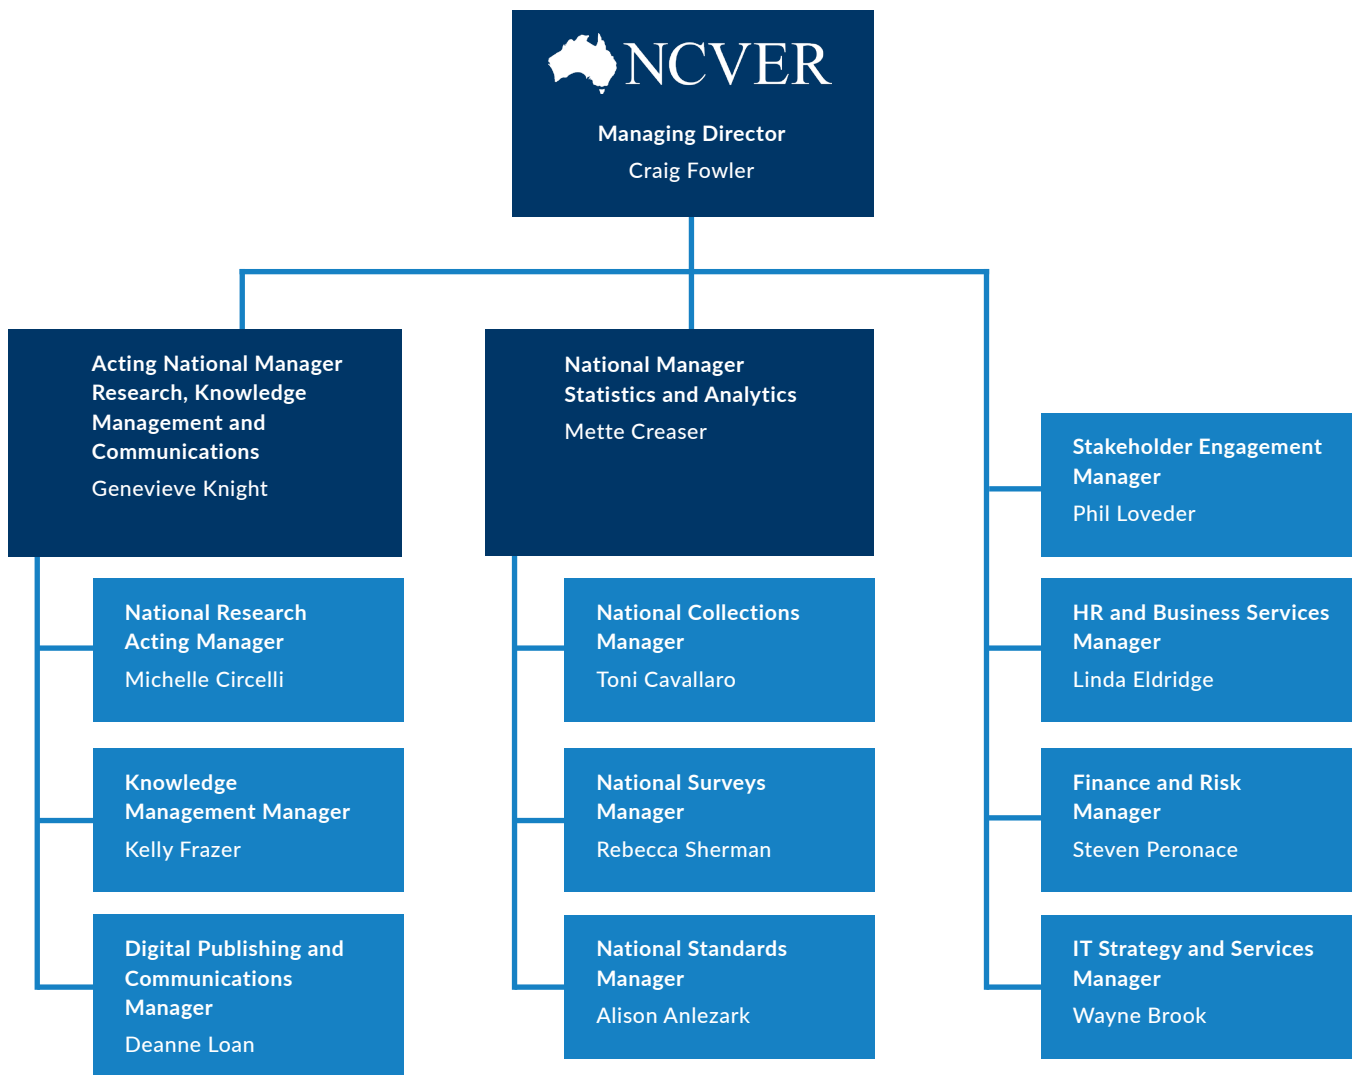 NCVER
Managing Director
Craig Fowler
Acting National Manager
Research, Knowledge
Management and
Communications
Genevieve Knight
National Research
Acting Manager
Michelle Circelli
Knowledge
Management Manager
Kelly Frazer
Digital Publishing and
Communications
Manager
Deanne Loan
National Manager
Statistics and Analytics
Mette Creaser
National Collections
Manager
Toni Cavallaro
National Surveys
Manager
Rebecca Sherman
National Standards
Manager
Alison Anlezark
Stakeholder Engagement
Manager
Phil Loveder
HR and Business Services
Manager
Linda Eldridge
Finance and Risk
Manager
Steven Peronace
IT Strategy and Services
Manager
Wayne Brook